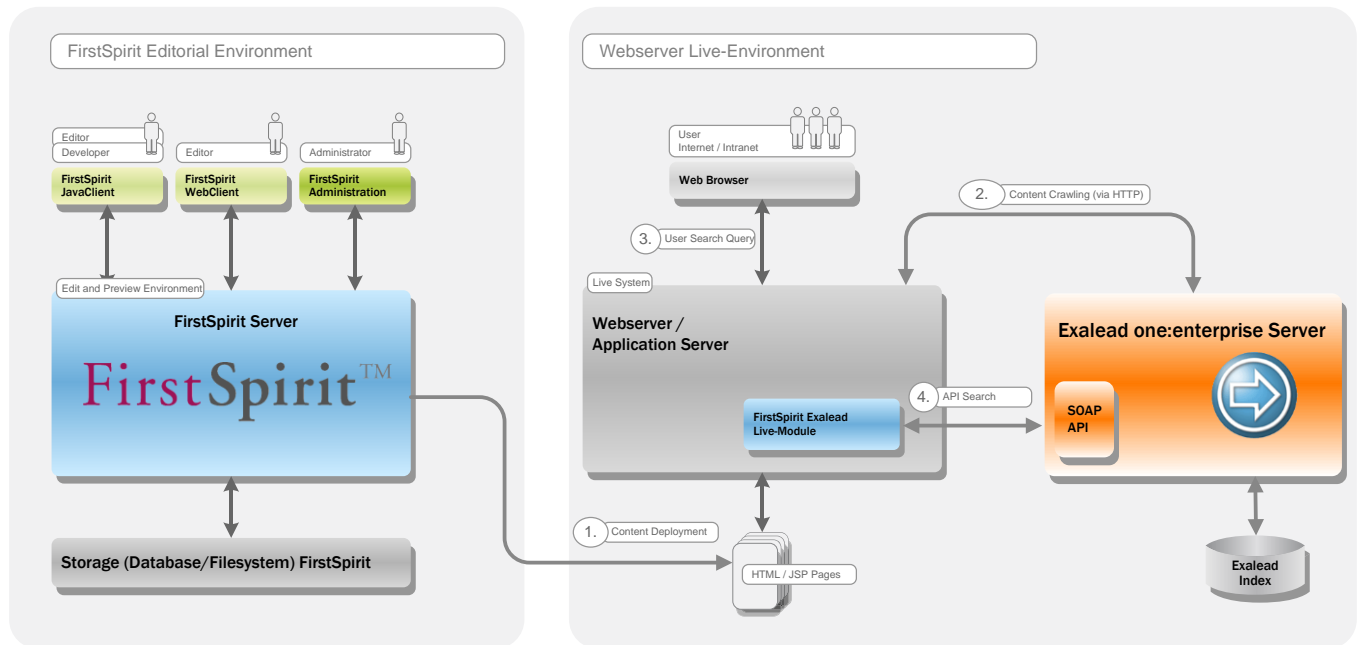 FirstSpirit Editorial Environment
Editor
Developer
FirstSpirit
JavaClient
Editor
FirstSpirit
WebClient
Administrator
FirstSpirit
Administration
Edit and Preview Environment
FirstSpirit Server
FirstSpirit™
Storage (Database/Filesystem) FirstSpirit
Webserver Live-Environment
User
Internet / Intranet
Web Browser
3. User Search Query
2. Content Crawling (via HTTP)
Live System
Webserver /
Application Server
FirstSpirit Exalead
Live-Module
4. API Search
Exalead one:enterprise Server
SOAP
API
1. Content Deployment
HTML / JSP Pages
Exalead
Index